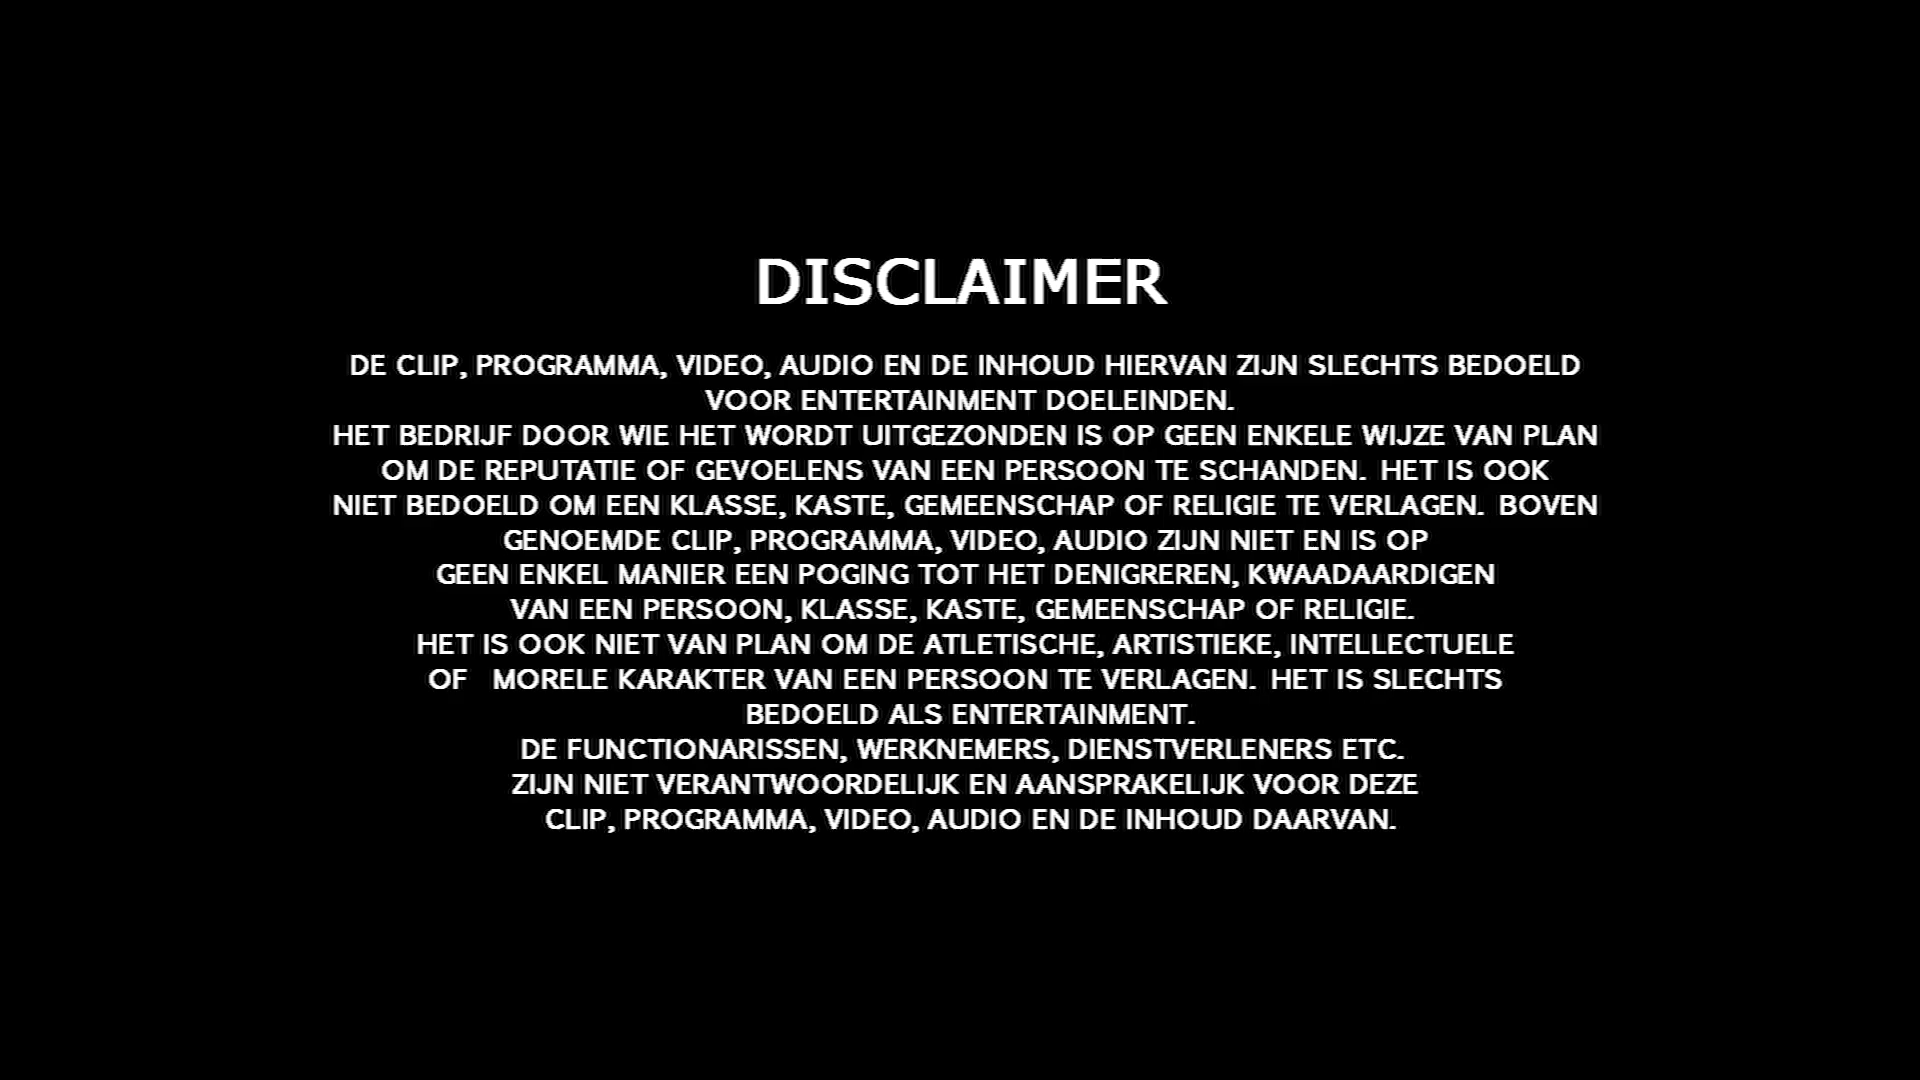 DISCLAIMER
DE CLIP, PROGRAMMA, VIDEO, AUDIO EN DE INHOUD HIERVAN ZIJN SLECHTS BEDOELD
VOOR ENTERTAINMENT DOELEINDEN.
HET BEDRIJF DOOR WIE HET WORDT UITGEZONDEN IS OP GEEN ENKELE WIJZE VAN PLAN
OM DE REPUTATIE OF GEVOELENS VAN EEN PERSOON TE SCHANDEN. HET IS OOK
NIET BEDOELD OM EEN KLASSE, KASTE, GEMEENSCHAP OF RELIGIE TE VERLAGEN. BOVEN
GENOEMDE CLIP, PROGRAMMA, VIDEO, AUDIO ZIJN NIET EN IS OP
GEEN ENKEL MANIER EEN POGING TOT HET DENIGREREN, KWAADAARDIGEN
VAN EEN PERSOON, KLASSE, KASTE, GEMEENSCHAP OF RELIGIE.
HET IS OOK NIET VAN PLAN OM DE ATLETISCHE, ARTISTIEKE, INTELLECTUELE
OF MORELE KARAKTER VAN EEN PERSOON TE VERLAGEN. HET IS SLECHTS
BEDOELD ALS ENTERTAINMENT.
DE FUNCTIONARISSEN, WERKNEMERS, DIENSTVERLENERS ETC.
ZIJN NIET VERANTWOORDELIJK EN AANSPRAKELIJK VOOR DEZE
CLIP, PROGRAMMA, VIDEO, AUDIO EN DE INHOUD DAARVAN.